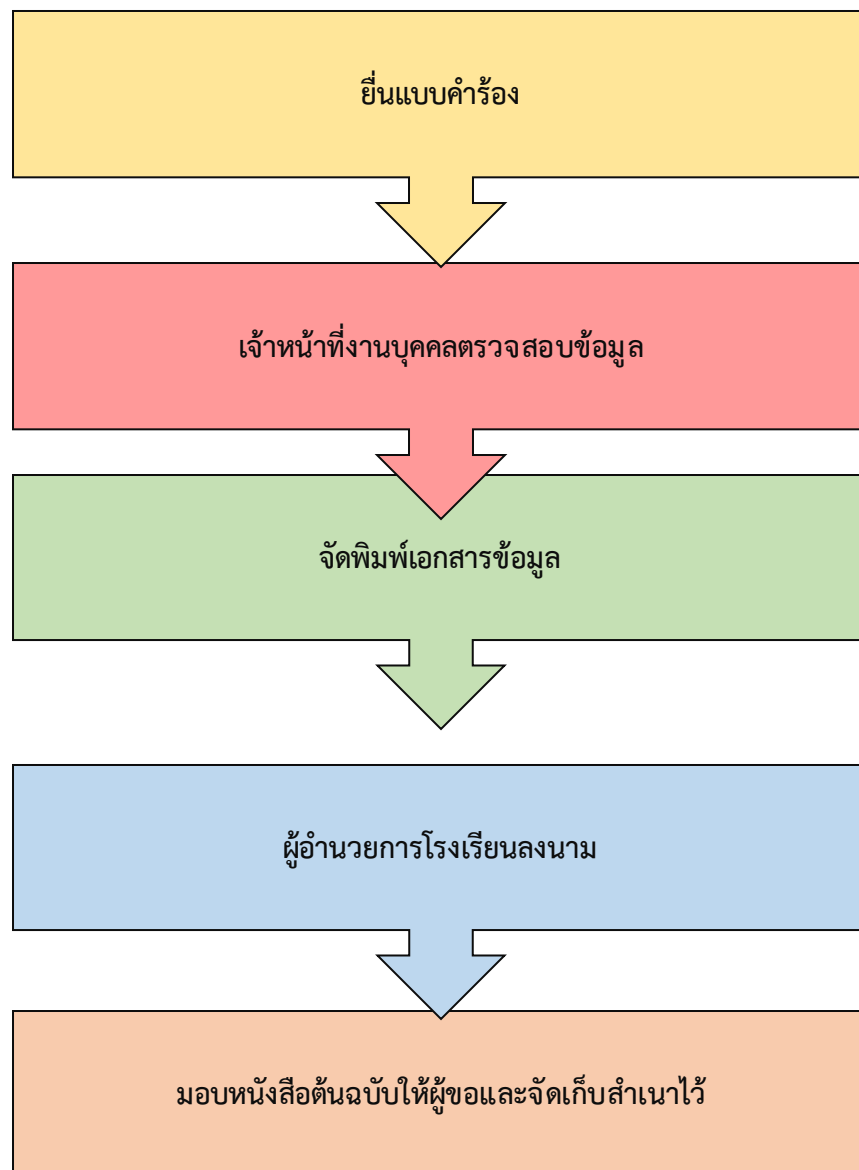 ยื่นแบบคำร้อง
เจ้าหน้าที่งานบุคคลตรวจสอบข้อมูล
จัดพิมพ์เอกสารข้อมูล
ผู้อำนวยการโรงเรียนลงนาม
มอบหนังสือต้นฉบับให้ผู้ขอและจัดเก็บสำเนาไว้